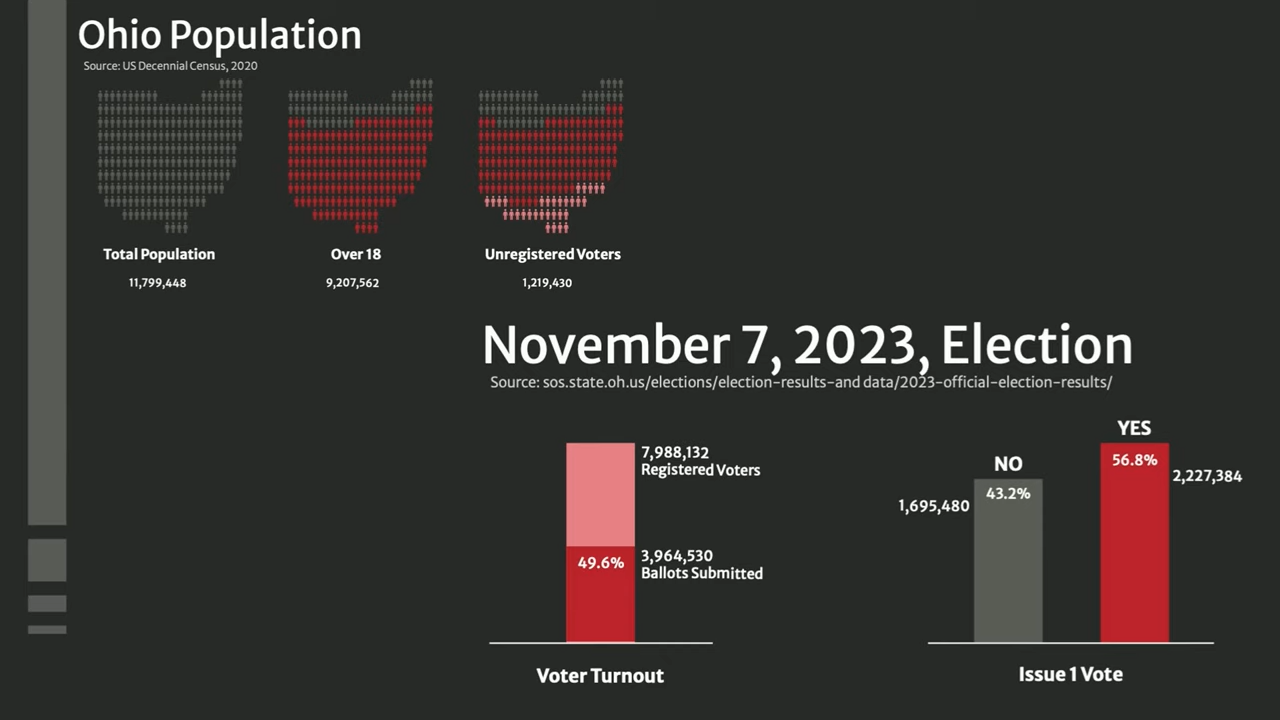 Ohio Population
Source: US Decennial Census, 2020
Total Population
11,799,448
Over 18
9,207,562
Unregistered Voters
1,219,430
November 7, 2023, Election
Source: sos.state.oh.us/elections/election-results-and data/2023-official-election-results/
7,988,132
Registered Voters
49.6%
3,964,530
Ballots Submitted
Voter Turnout
NO
43.2%
1,695,480
YES
56.8%
2,227,384
Issue 1 Vote